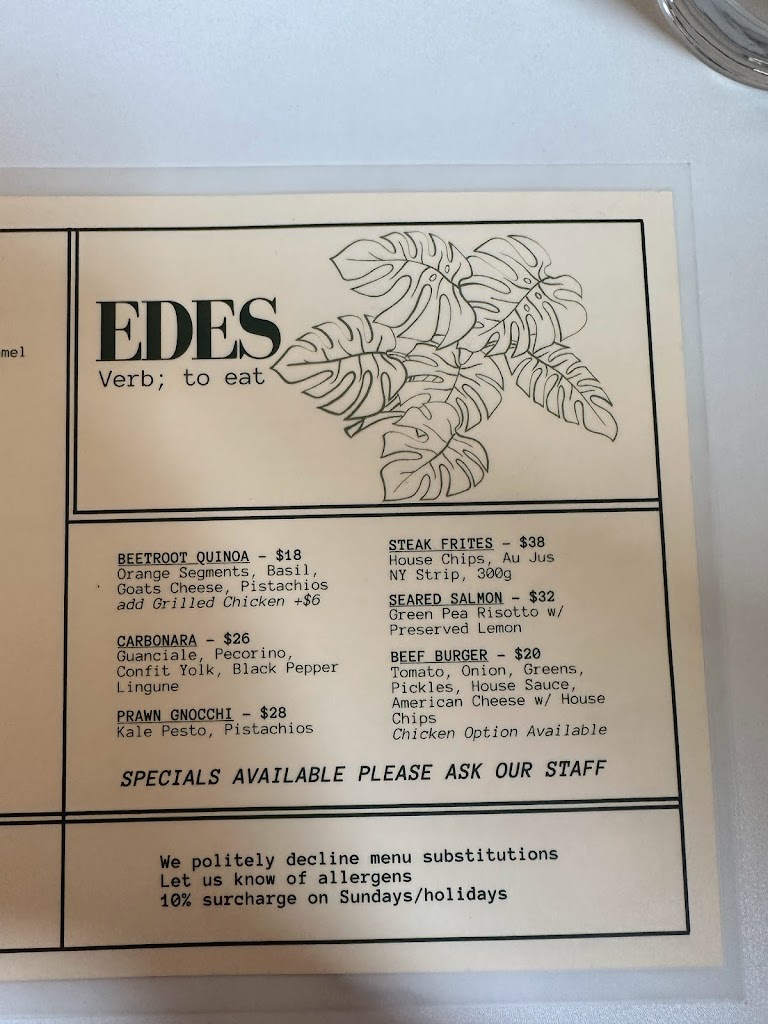 mel
EDES
Verb; to eat
BEETROOT QUINOA – $18
Orange Segments, Basil,
Goats Cheese, Pistachios
add Grilled Chicken +$6
CARBONARA – $26
Guanciale, Pecorino,
Confit Yolk, Black Pepper
Lingune
PRAWN GNOCCHI – $28
Kale Pesto, Pistachios
STEAK FRITES – $38
House Chips, Au Jus
NY Strip, 300g
SEARED SALMON – $32
Green Pea Risotto w/
Preserved Lemon
BEEF BURGER – $20
Tomato, Onion, Greens,
Pickles, House Sauce,
American Cheese w/ House
Chips
Chicken Option Available
SPECIALS AVAILABLE PLEASE ASK OUR STAFF
We politely decline menu substitutions
Let us know of allergens
10% surcharge on Sundays/holidays